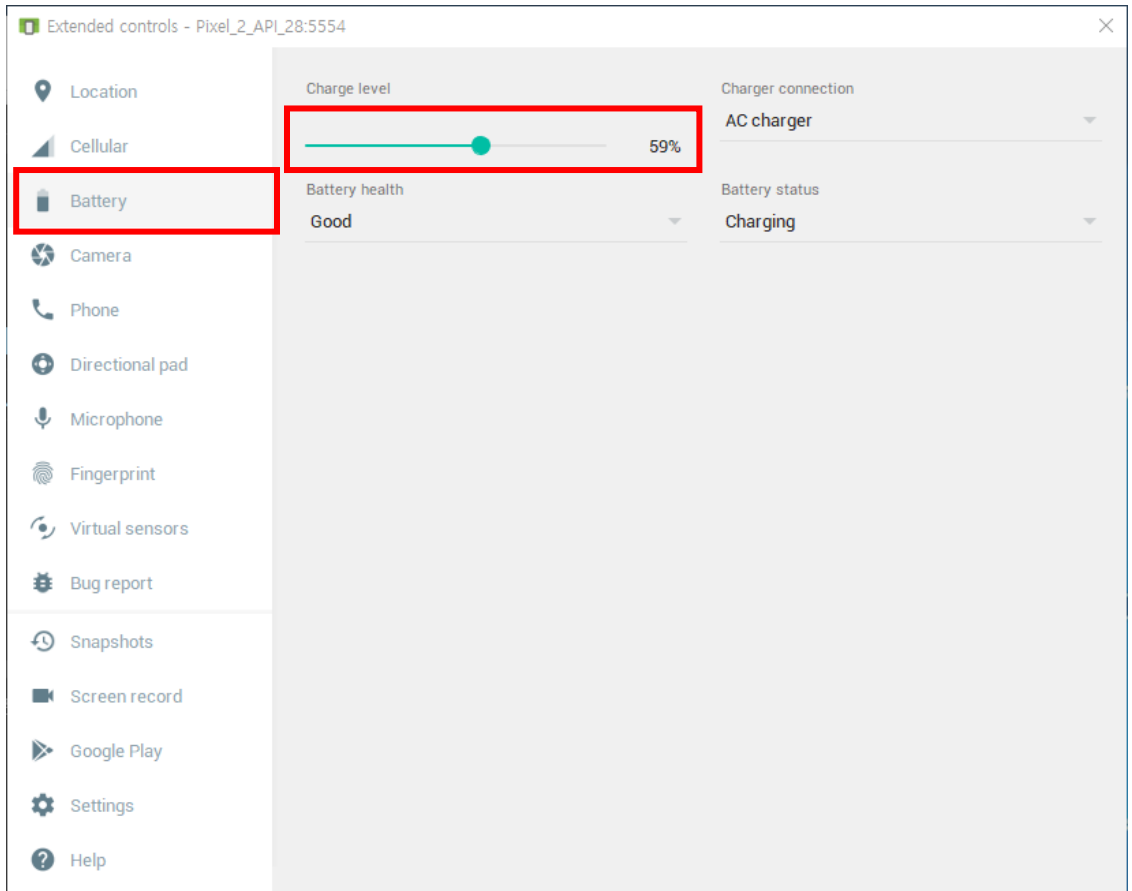 Extended controls - Pixel_2_API_28:5554
Location
Cellular
Battery
Camera
Phone
Directional pad
Microphone
Fingerprint
Virtual sensors
Bug report
Snapshots
Screen record
Google Play
Settings
Help
Charge level
59%
Charger connection
AC charger
Battery health
Good
Battery status
Charging